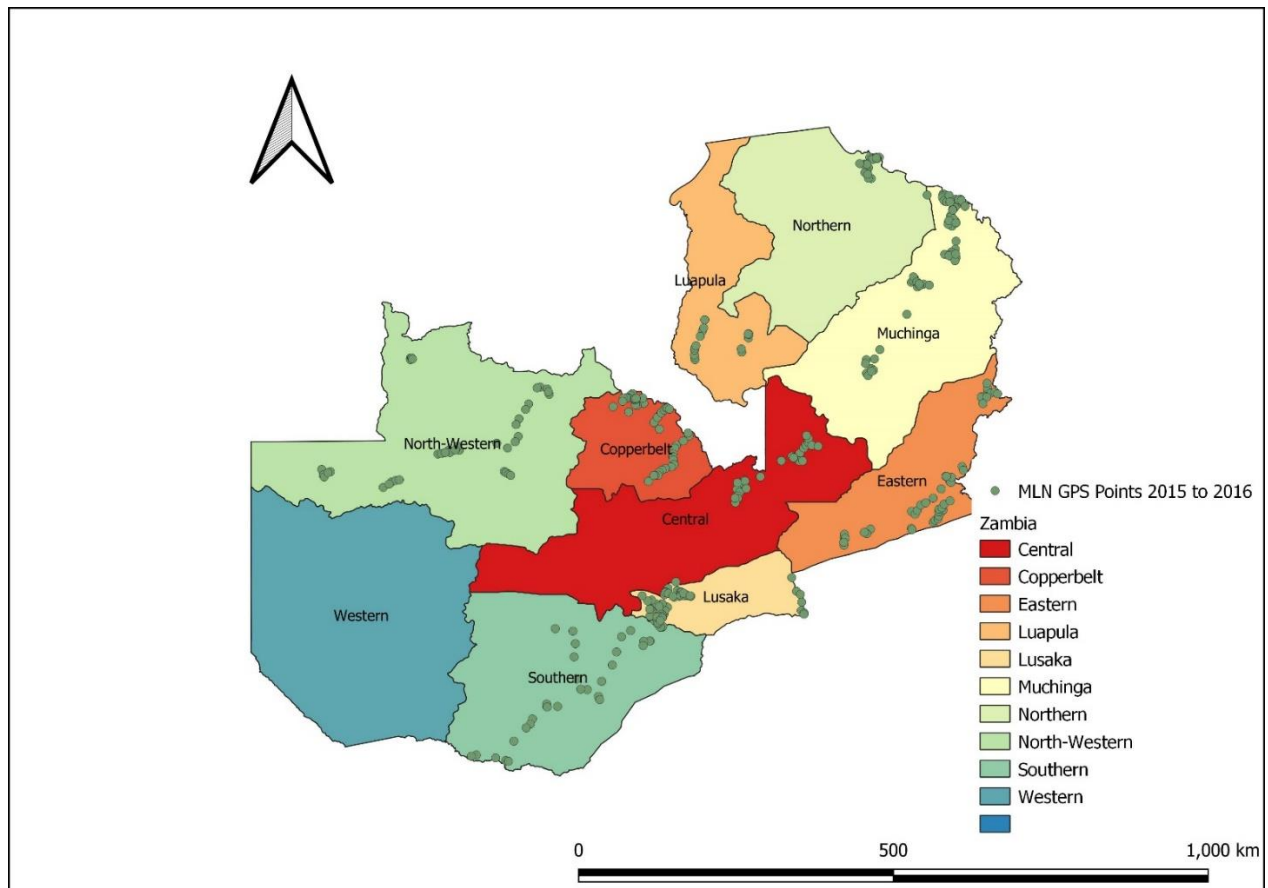 Northern
Luapula
Muchinga
North-Western
Copperbelt
Eastern
Central
Lusaka
Western
Southern
MLN GPS Points 2015 to 2016
Zambia
Central
Copperbelt
Eastern
Luapula
Lusaka
Muchinga
Northern
North-Western
Southern
Western
0 500 1,000 km